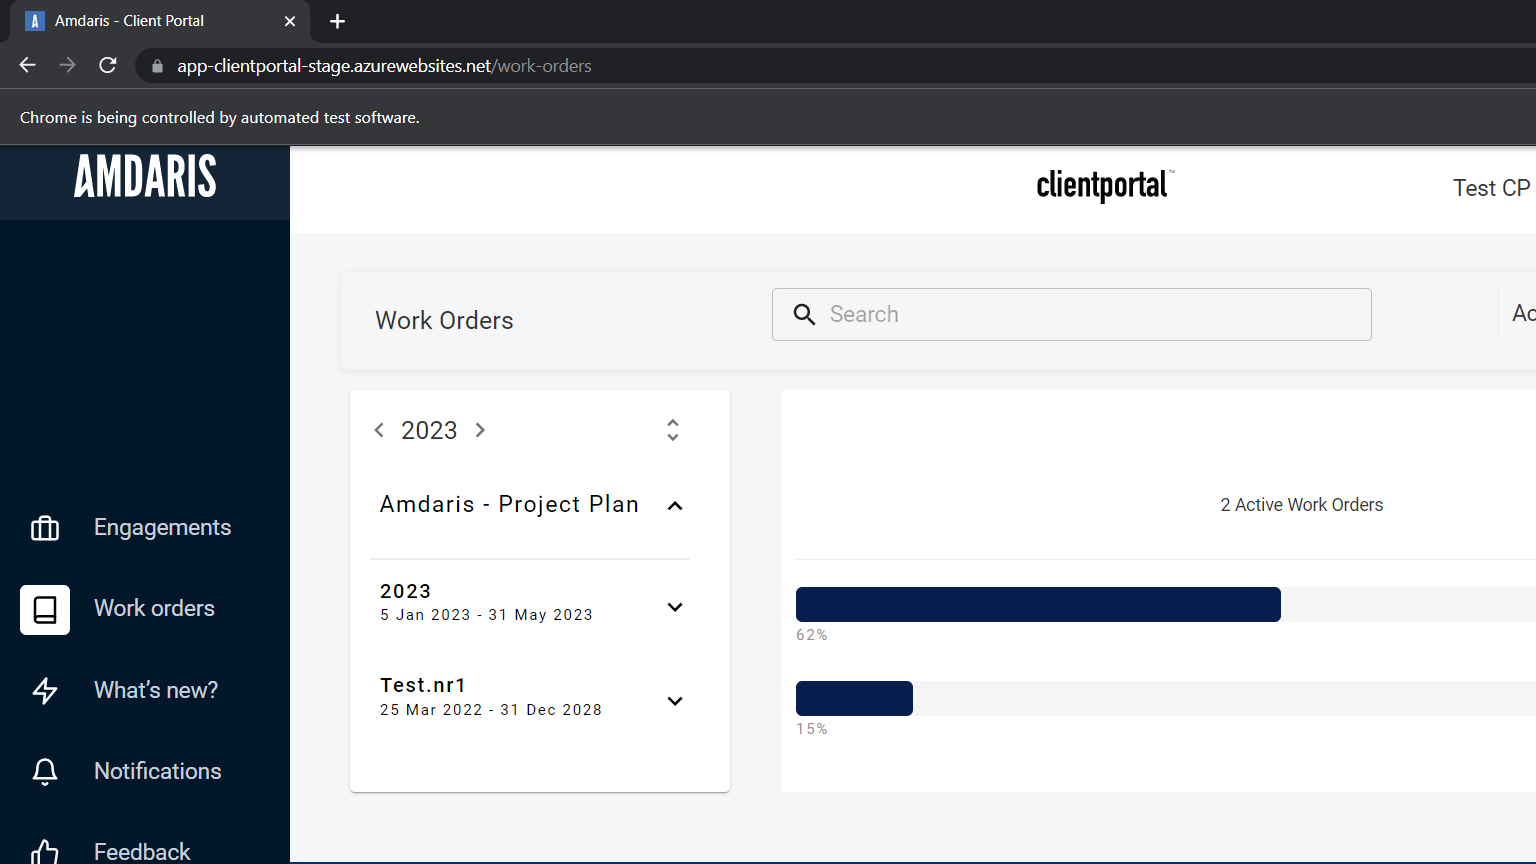 Amdaris - Client Portal
app-clientportal-stage.azurewebsites.net/work-orders
Chrome is being controlled by automated test software.
AMDARIS
clientportal™
Test CP
Work Orders
Search
Ac
2023
Amdaris - Project Plan
2 Active Work Orders
2023
5 Jan 2023 - 31 May 2023
62%
Test.nr1
25 Mar 2022 - 31 Dec 2028
15%
Engagements
Work orders
What's new?
Notifications
Feedback